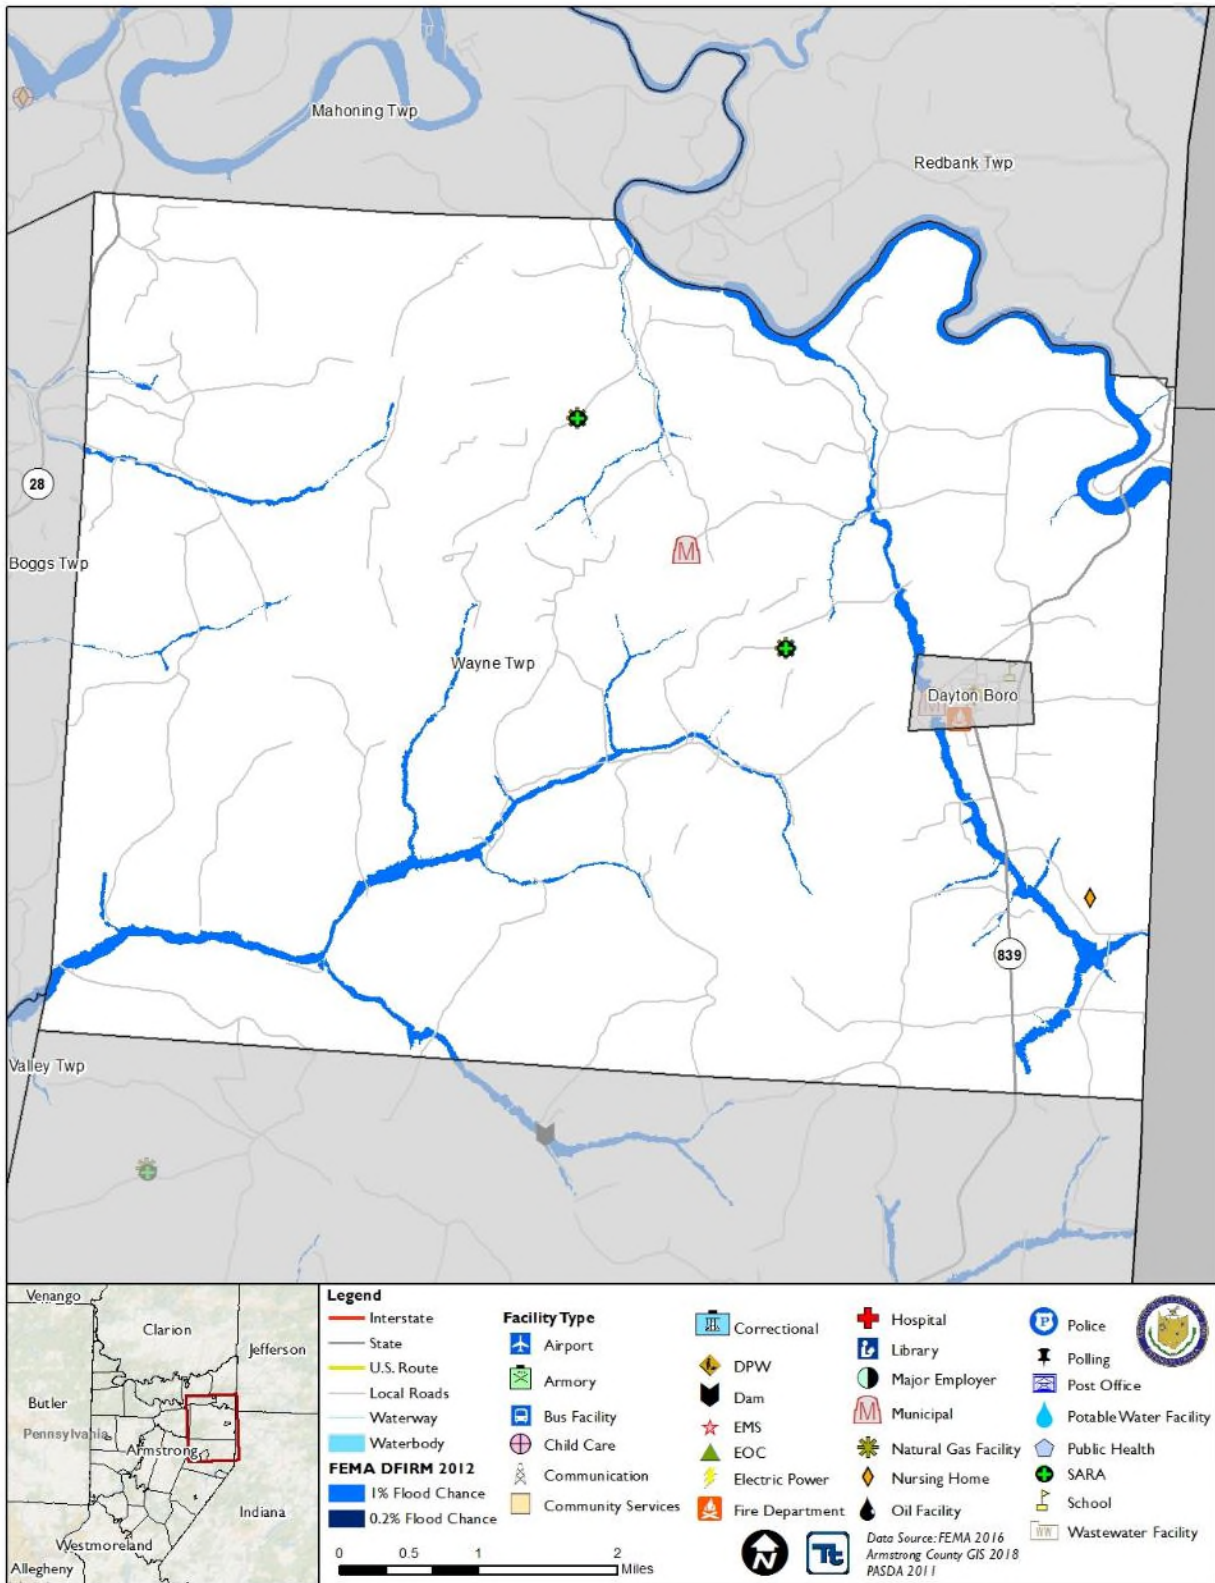 Mahoning Twp
Redbank Twp
28
Boggs Twp
Wayne Twp
M
Dayton Boro
839
Valley Twp
Venango
Clarion
Jefferson
Butler
Pennsylvania
Armstrong
Indiana
Westmoreland
Allegheny
Legend
Interstate
State
U.S. Route
Local Roads
Waterway
Waterbody
FEMA DFIRM 2012
1% Flood Chance
0.2% Flood Chance
0 0.5 1 2
Miles
Facility Type
Airport
Armory
Bus Facility
Child Care
Communication
Community Services
Correctional
DPW
Dam
EMS
EOC
Electric Power
Fire Department
Hospital
Library
Major Employer
M Municipal
Natural Gas Facility
Nursing Home
Oil Facility
P Police
Polling
Post Office
Potable Water Facility
Public Health
SARA
School
WW Wastewater Facility
N
Tt
Data Source: FEMA 2016
Armstrong County GIS 2018
PASDA 2011